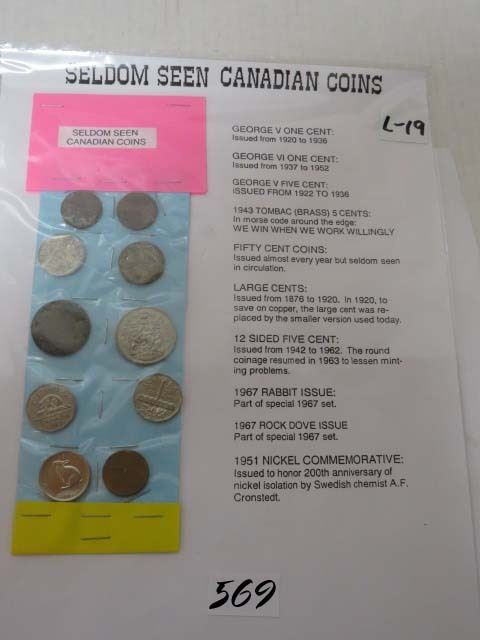 SELDOM SEEN CANADIAN COINS
L-19
SELDOM SEEN
CANADIAN COINS
GEORGE V ONE CENT:
Issued from 1920 to 1936
GEORGE VI ONE CENT:
Issued from 1937 to 1952
GEORGE V FIVE CENT:
ISSUED FROM 1922 TO 1936
1943 TOMBAC (BRASS) 5 CENTS:
In morse code around the edge:
WE WIN WHEN WE WORK WILLINGLY
FIFTY CENT COINS:
Issued almost every year but seldom seen
in circulation.
LARGE CENTS:
Issued from 1876 to 1920. In 1920, to
save on copper, the large cent was re-
placed by the smaller version used today.
12 SIDED FIVE CENT:
Issued from 1942 to 1962. The round
coinage resumed in 1963 to lessen mint-
ing problems.
1967 RABBIT ISSUE:
Part of special 1967 set.
1967 ROCK DOVE ISSUE
Part of special 1967 set.
1951 NICKEL COMMEMORATIVE:
Issued to honor 200th anniversary of
nickel isolation by Swedish chemist A.F.
Cronstedt.
569